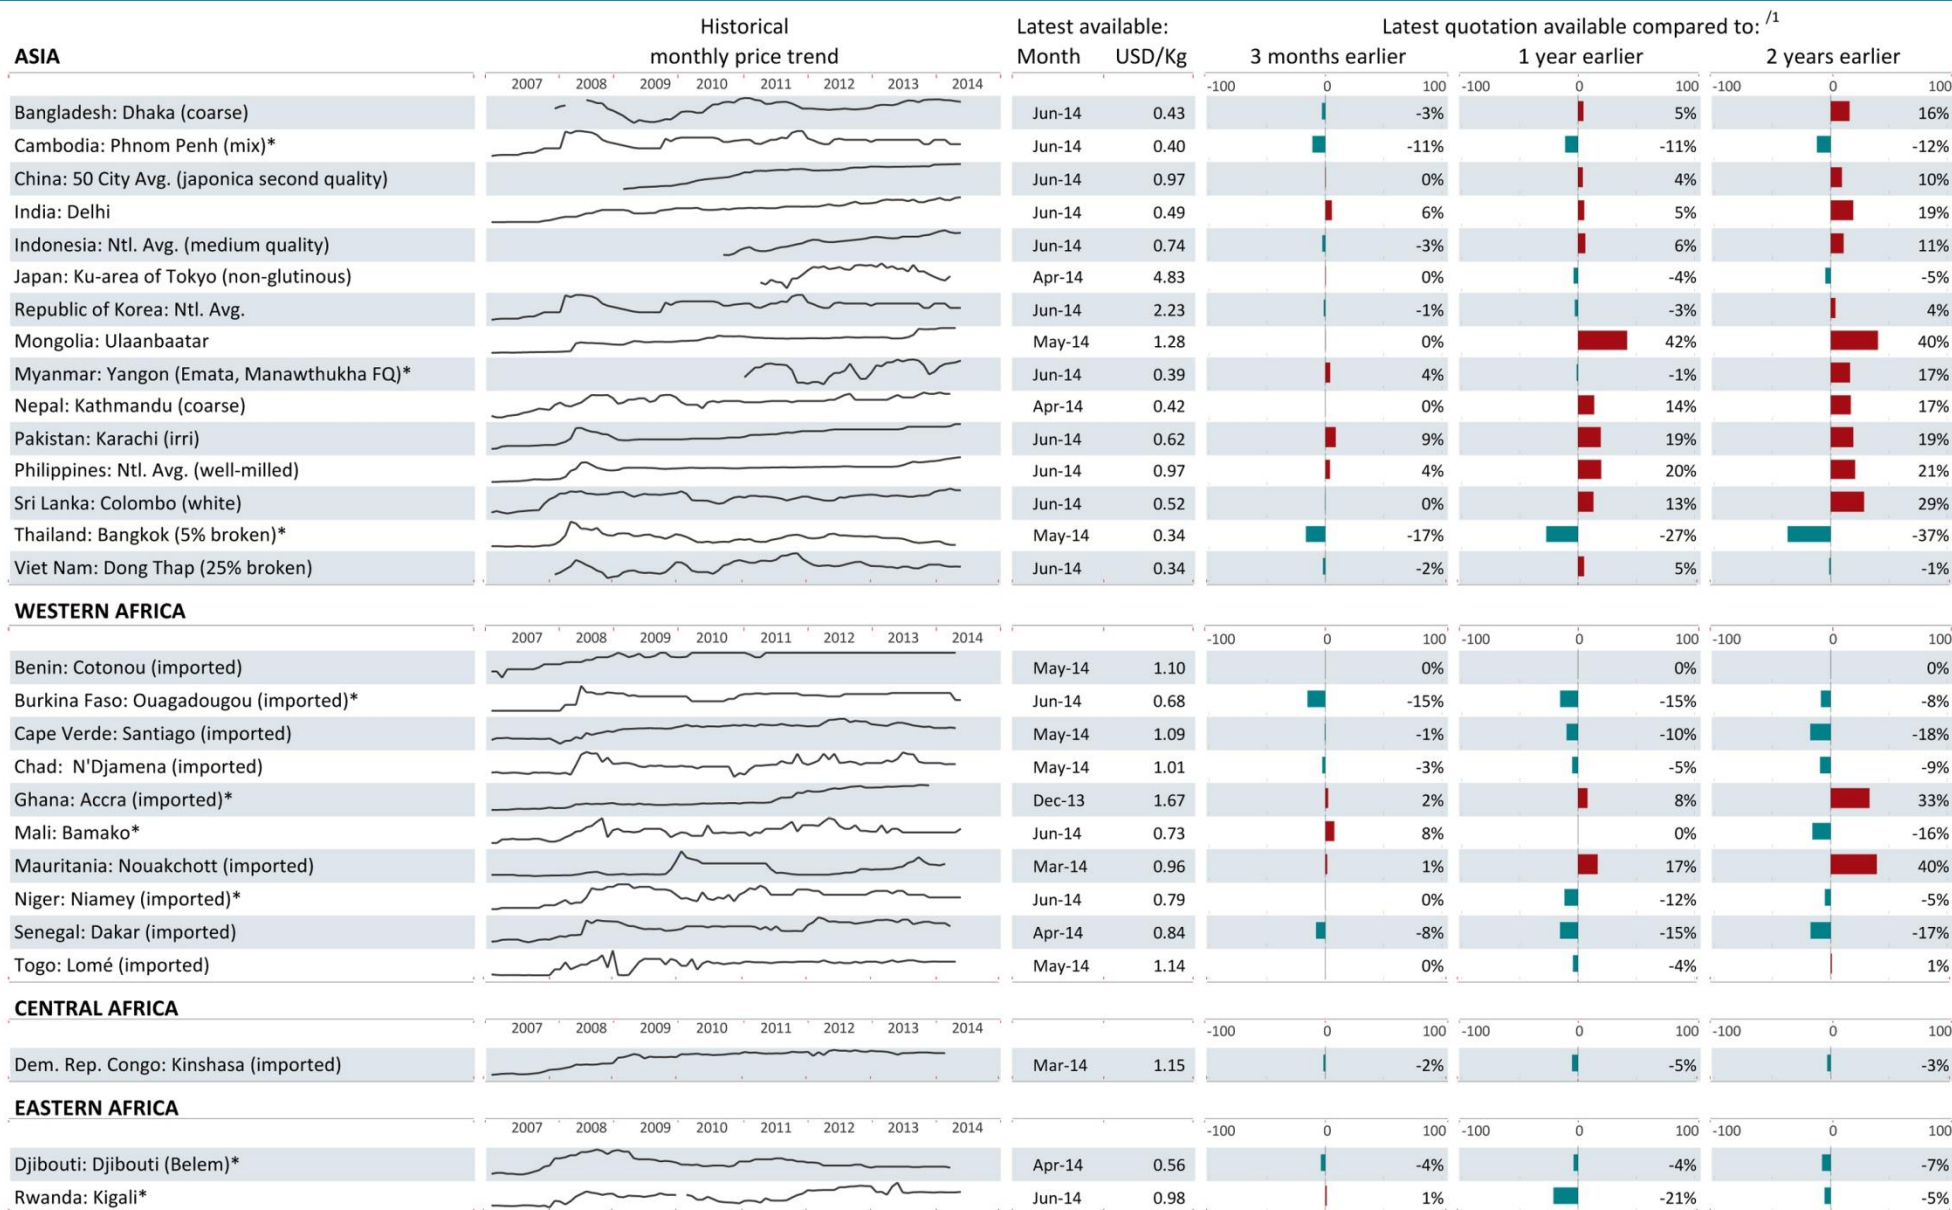 Historical Latest available: Latest quotation available compared to: /1
ASIA monthly price trend Month USD/Kg 3 months earlier 1 year earlier 2 years earlier
2007 2008 2009 2010 2011 2012 2013 2014 -100 0 100 -100 0 100 -100 0 100
Bangladesh: Dhaka (coarse) Jun-14 0.43 -3% 5% 16%
Cambodia: Phnom Penh (mix)* Jun-14 0.40 -11% -11% -12%
China: 50 City Avg. (japonica second quality) Jun-14 0.97 0% 4% 10%
India: Delhi Jun-14 0.49 6% 5% 19%
Indonesia: Ntl. Avg. (medium quality) Jun-14 0.74 -3% 6% 11%
Japan: Ku-area of Tokyo (non-glutinous) Apr-14 4.83 0% -4% -5%
Republic of Korea: Ntl. Avg. Jun-14 2.23 -1% -3% 4%
Mongolia: Ulaanbaatar May-14 1.28 0% 42% 40%
Myanmar: Yangon (Emata, Manawthukha FQ)* Jun-14 0.39 4% -1% 17%
Nepal: Kathmandu (coarse) Apr-14 0.42 0% 14% 17%
Pakistan: Karachi (irri) Jun-14 0.62 9% 19% 19%
Philippines: Ntl. Avg. (well-milled) Jun-14 0.97 4% 20% 21%
Sri Lanka: Colombo (white) Jun-14 0.52 0% 13% 29%
Thailand: Bangkok (5% broken)* May-14 0.34 -17% -27% -37%
Viet Nam: Dong Thap (25% broken) Jun-14 0.34 -2% 5% -1%
WESTERN AFRICA
2007 2008 2009 2010 2011 2012 2013 2014 -100 0 100 -100 0 100 -100 0 100
Benin: Cotonou (imported) May-14 1.10 0% 0% 0%
Burkina Faso: Ouagadougou (imported)* Jun-14 0.68 -15% -15% -8%
Cape Verde: Santiago (imported) May-14 1.09 -1% -10% -18%
Chad: N'Djamena (imported) May-14 1.01 -3% -5% -9%
Ghana: Accra (imported)* Dec-13 1.67 2% 8% 33%
Mali: Bamako* Jun-14 0.73 8% 0% -16%
Mauritania: Nouakchott (imported) Mar-14 0.96 1% 17% 40%
Niger: Niamey (imported)* Jun-14 0.79 0% -12% -5%
Senegal: Dakar (imported) Apr-14 0.84 -8% -15% -17%
Togo: Lomé (imported) May-14 1.14 0% -4% 1%
CENTRAL AFRICA
2007 2008 2009 2010 2011 2012 2013 2014 -100 0 100 -100 0 100 -100 0 100
Dem. Rep. Congo: Kinshasa (imported) Mar-14 1.15 -2% -5% -3%
EASTERN AFRICA
2007 2008 2009 2010 2011 2012 2013 2014 -100 0 100 -100 0 100 -100 0 100
Djibouti: Djibouti (Belem)* Apr-14 0.56 -4% -4% -7%
Rwanda: Kigali* Jun-14 0.98 1% -21% -5%